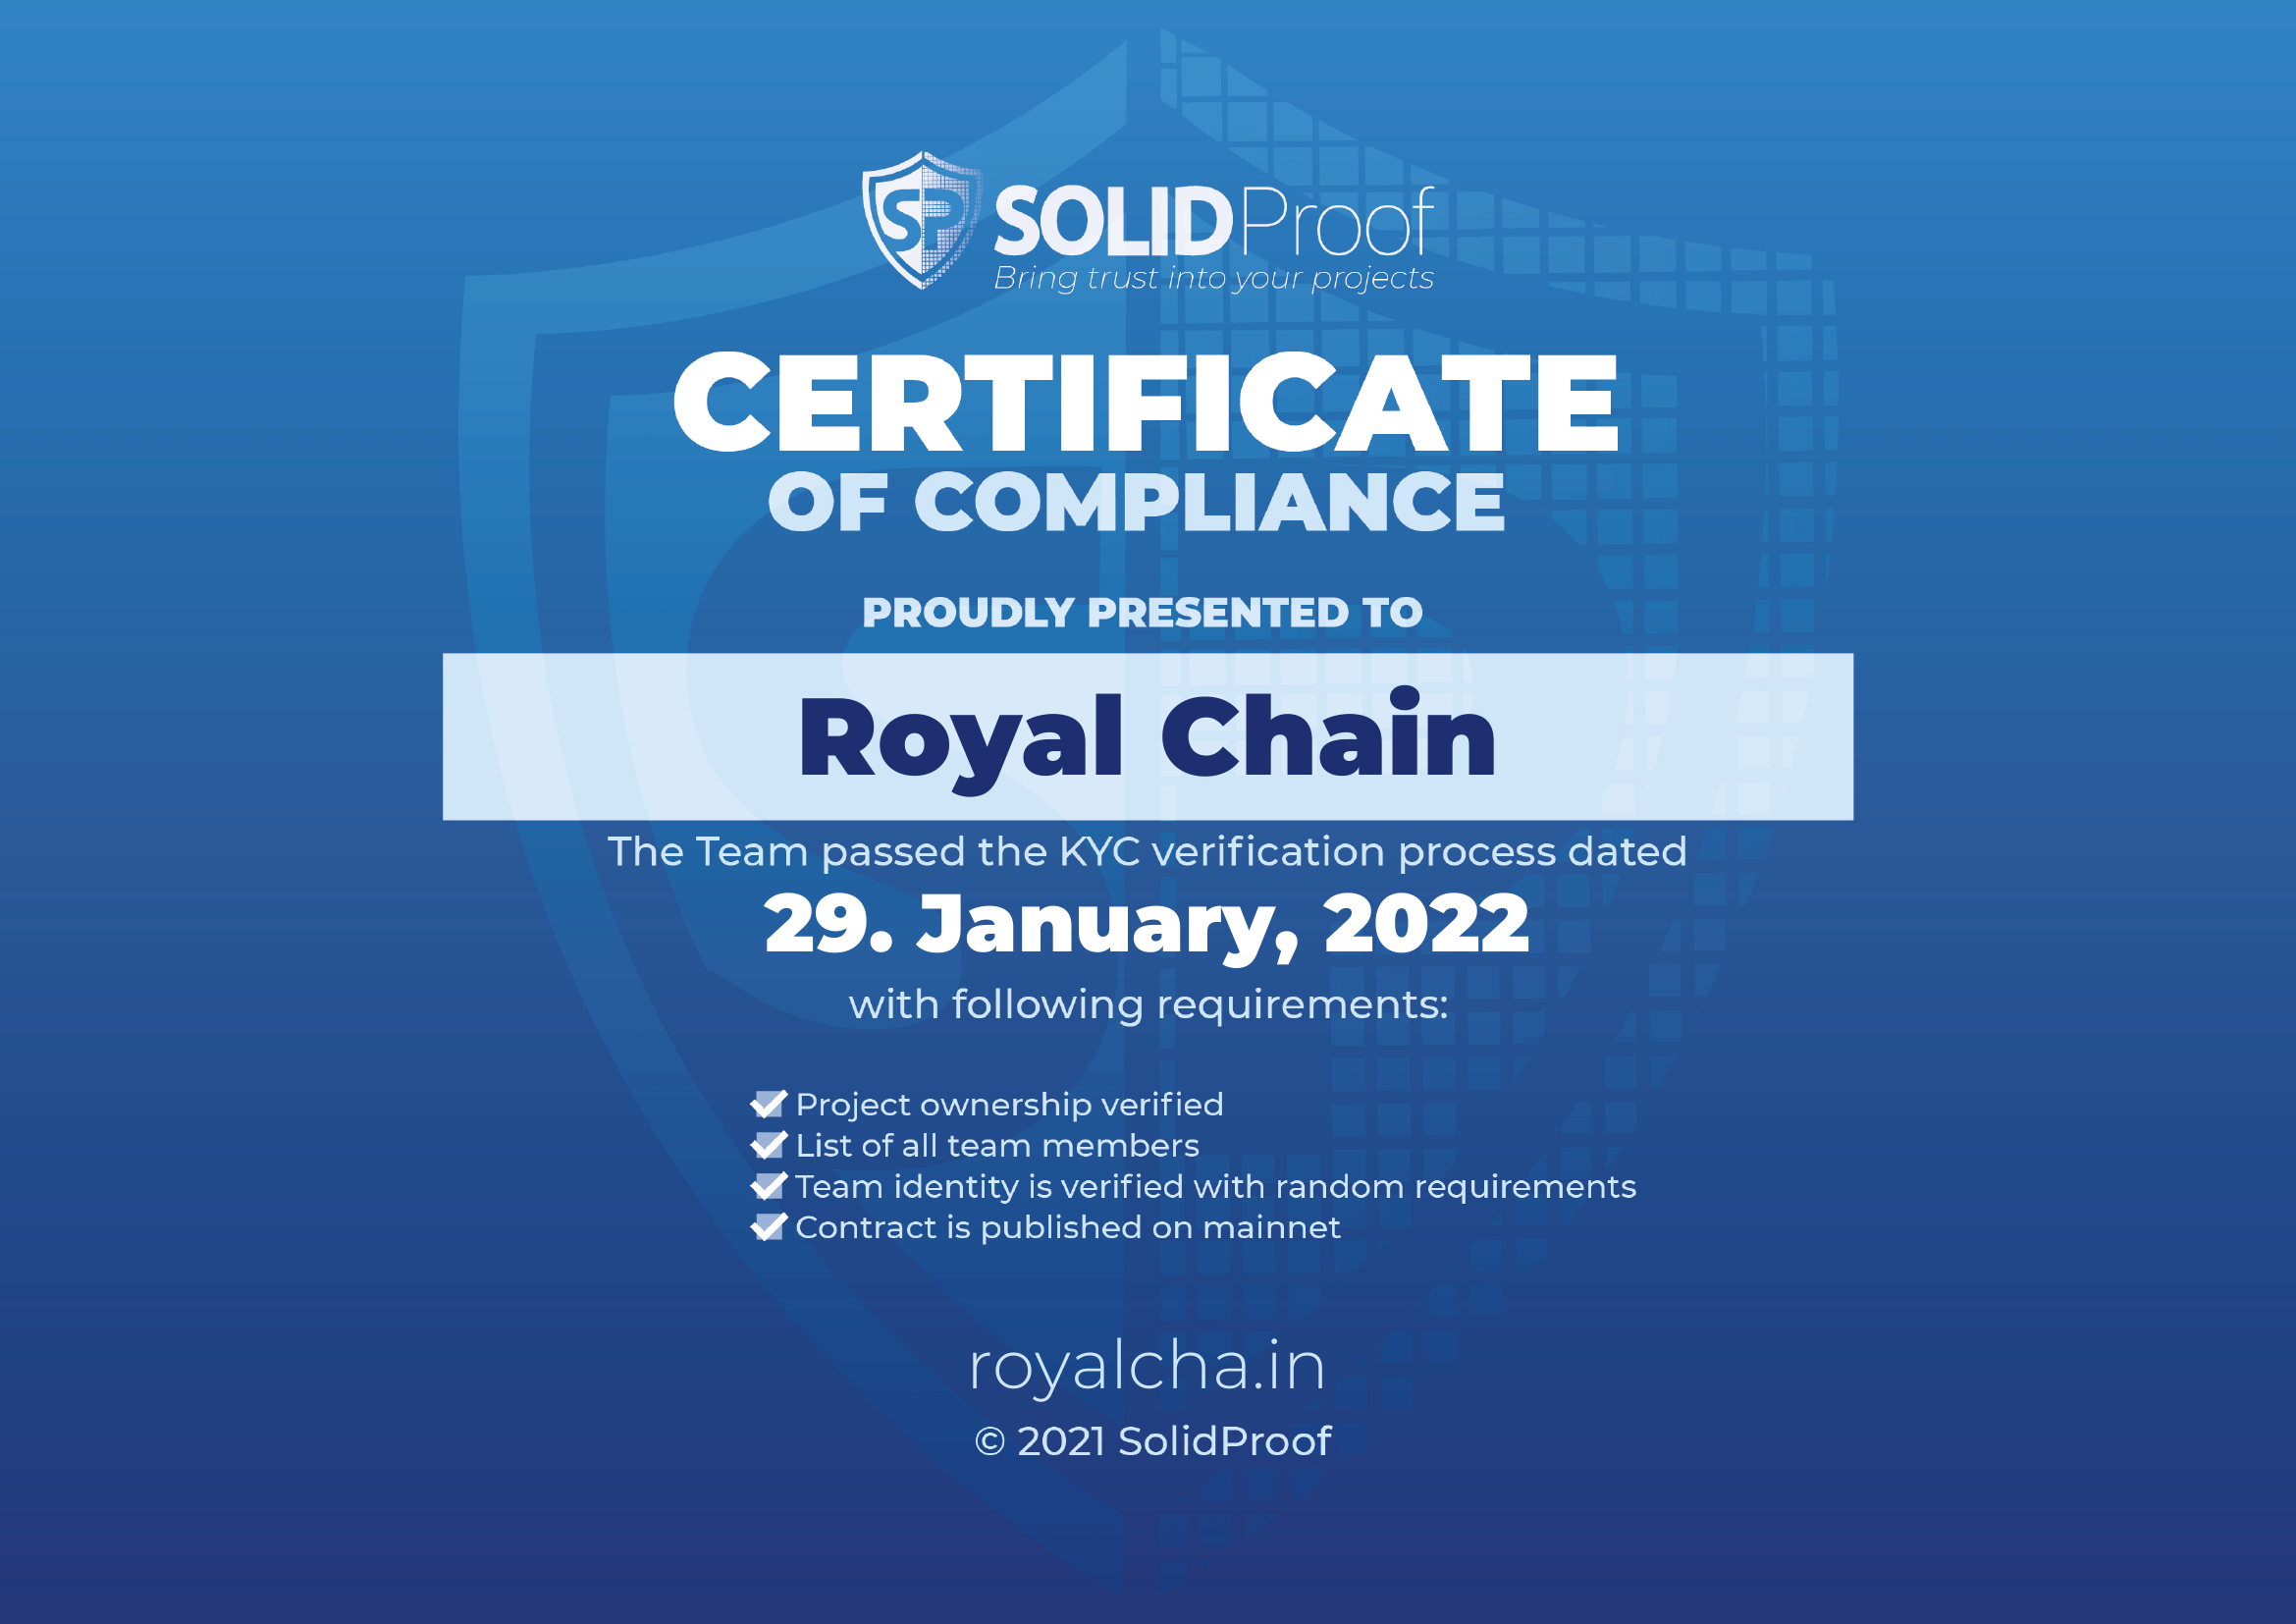 SP SOLIDProof
Bring trust into your projects
CERTIFICATE
OF COMPLIANCE
PROUDLY PRESENTED TO
Royal Chain
The Team passed the KYC verification process dated
29. January, 2022
with following requirements:
Project ownership verified
List of all team members
Team identity is verified with random requirements
Contract is published on mainnet
royalcha.in
© 2021 SolidProof